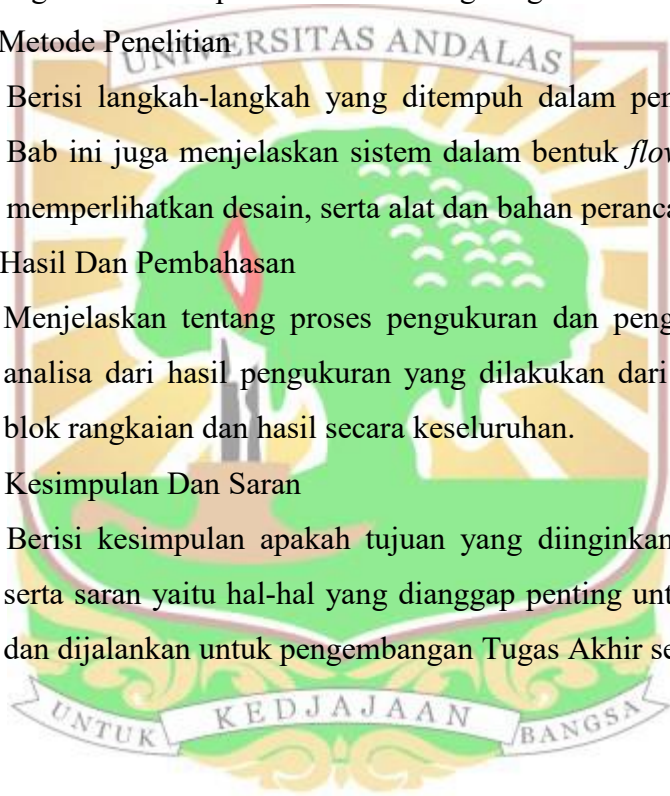 Metode Penelitian
UNIVERSITAS ANDALAS
Berisi langkah-langkah yang ditempuh dalam pen
Bab ini juga menjelaskan sistem dalam bentuk flow
memperlihatkan desain, serta alat dan bahan peranca
Hasil Dan Pembahasan
Menjelaskan tentang proses pengukuran dan peng
analisa dari hasil pengukuran yang dilakukan dari
blok rangkaian dan hasil secara keseluruhan.
Kesimpulan Dan Saran
Berisi kesimpulan apakah tujuan yang diinginkan
serta saran yaitu hal-hal yang dianggap penting unt
dan dijalankan untuk pengembangan Tugas Akhir se
UNTUK KEDJAJAAN BANGSA